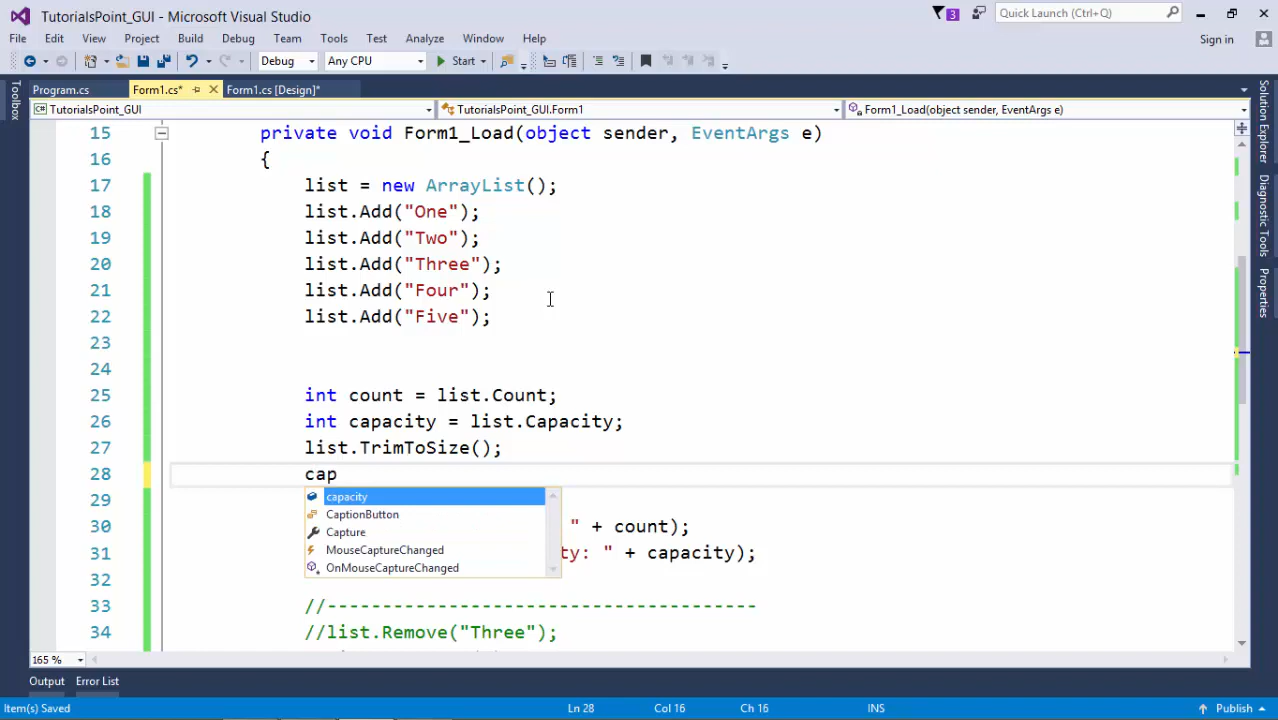 TutorialsPoint_GUI - Microsoft Visual Studio
3
Quick Launch (Ctrl+Q)
File Edit View Project Build Debug Team Tools Test Analyze Window Help
Sign in
Debug Any CPU Start
Program.cs Form1.cs* Form1.cs [Design]*
TutorialsPoint_GUI TutorialsPoint_GUI.Form1 Form1_Load(object sender, EventArgs e)
Toolbox
Solution Explorer
Diagnostic Tools
Properties
15 private void Form1_Load(object sender, EventArgs e)
16 {
17 list = new ArrayList();
18 list.Add("One");
19 list.Add("Two");
20 list.Add("Three");
21 list.Add("Four");
22 list.Add("Five");
23
24
25 int count = list.Count;
26 int capacity = list.Capacity;
27 list.TrimToSize();
28 cap
capacity
CaptionButton
Capture
MouseCaptureChanged
OnMouseCaptureChanged
29
30 " + count);
31 ty: " + capacity);
32
33 //---------------------------------------
34 //list.Remove("Three");
165 %
Output Error List
Item(s) Saved Ln 28 Col 16 Ch 16 INS Publish